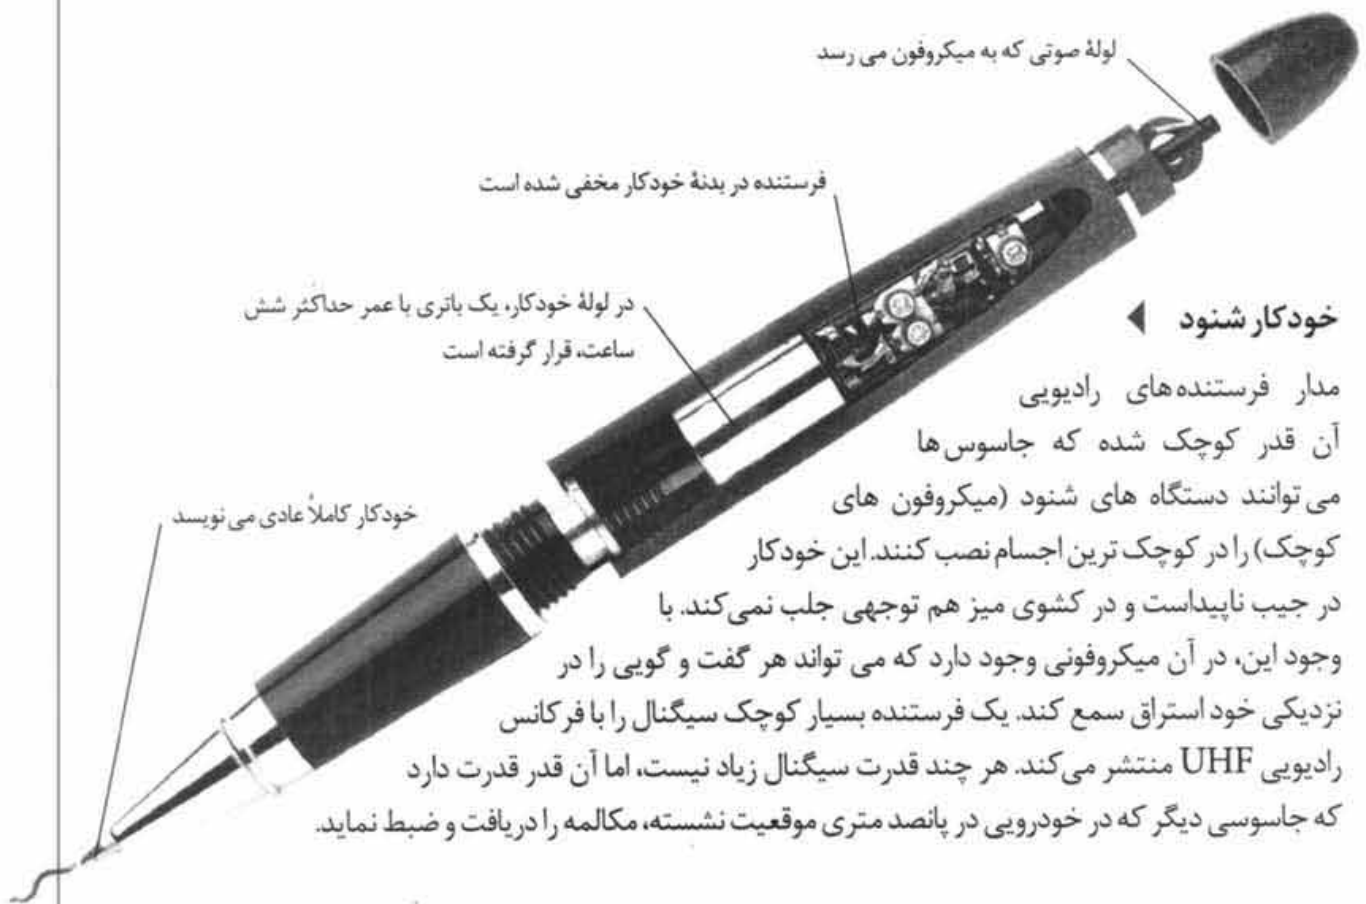 لولهٔ صوتی که به میکروفون می رسد
فرستنده در بدنهٔ خودکار مخفی شده است
در لولهٔ خودکار، یک باتری با عمر حداکثر شش
ساعت، قرار گرفته است
خودکار کاملاً عادی می نویسد
خودکار شنود
مدار فرستنده‌های رادیویی
آن قدر کوچک شده که جاسوس‌ها
می توانند دستگاه های شنود (میکروفون های
کوچک) را در کوچک ترین اجسام نصب کنند. این خودکار
در جیب ناپیداست و در کشوی میز هم توجهی جلب نمی‌کند. با
وجود این، در آن میکروفونی وجود دارد که می تواند هر گفت و گویی را در
نزدیکی خود استراق سمع کند. یک فرستنده بسیار کوچک سیگنال را با فرکانس
رادیویی UHF منتشر می‌کند. هر چند قدرت سیگنال زیاد نیست، اما آن قدر قدرت دارد
که جاسوسی دیگر که در خودرویی در پانصد متری موقعیت نشسته، مکالمه را دریافت و ضبط نماید.